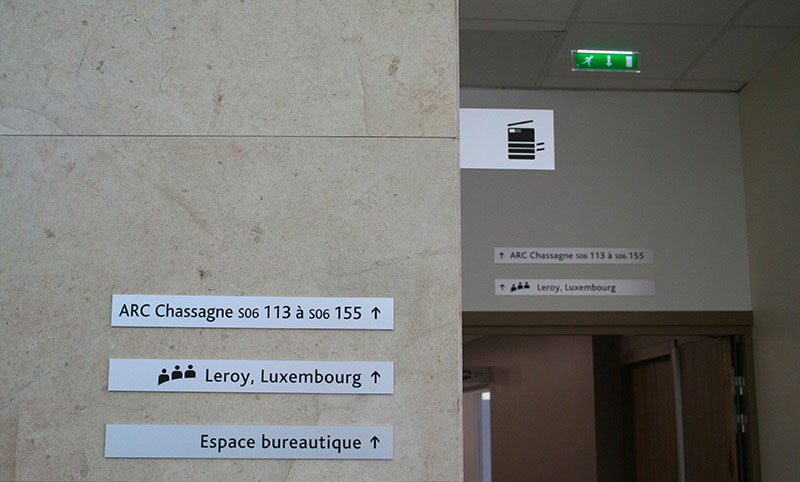 ARC Chassagne S06 113 à S06 155 ↑
Leroy, Luxembourg ↑
Espace bureautique ↑
↑ ARC Chassagne S06 113 à S06 155
↑ Leroy, Luxembourg